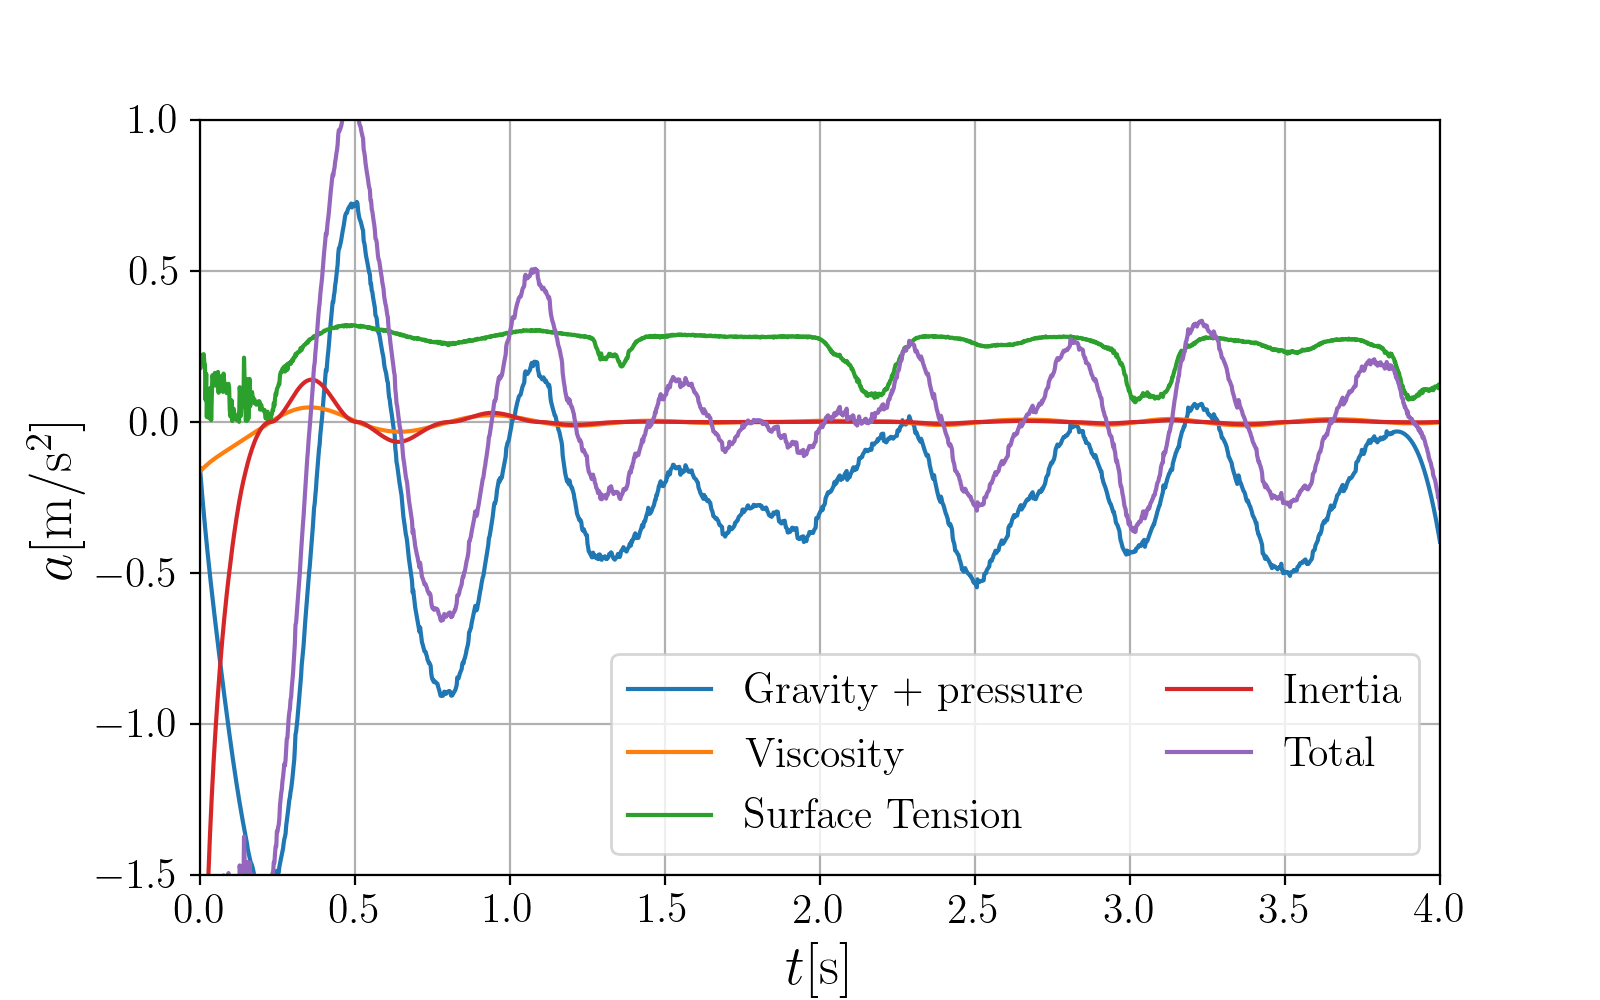 1.0
0.5
0.0
−0.5
−1.0
−1.5
a[m/s²]
0.0 0.5 1.0 1.5 2.0 2.5 3.0 3.5 4.0
t[s]
Gravity + pressure
Viscosity
Surface Tension
Inertia
Total